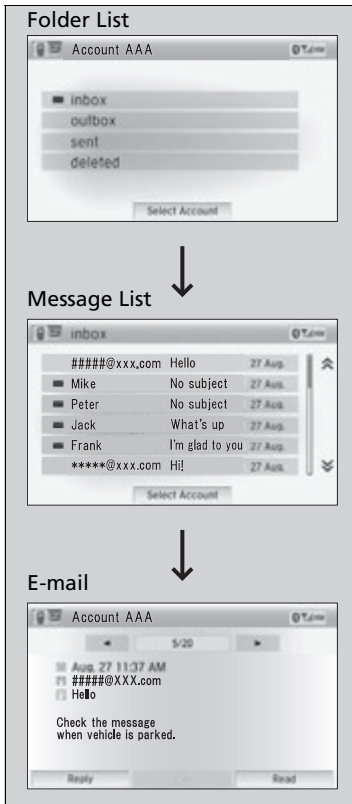 Folder List
Account AAA
inbox
outbox
sent
deleted
Select Account
Message List
inbox
#####@xxx.com Hello 27 Aug.
Mike No subject 27 Aug.
Peter No subject 27 Aug.
Jack What's up 27 Aug.
Frank I'm glad to you 27 Aug.
*****@xxx.com Hi! 27 Aug.
Select Account
E-mail
Account AAA
5/20
Aug. 27 11:37 AM
#####@XXX.com
Hello
Check the message
when vehicle is parked.
Reply Read